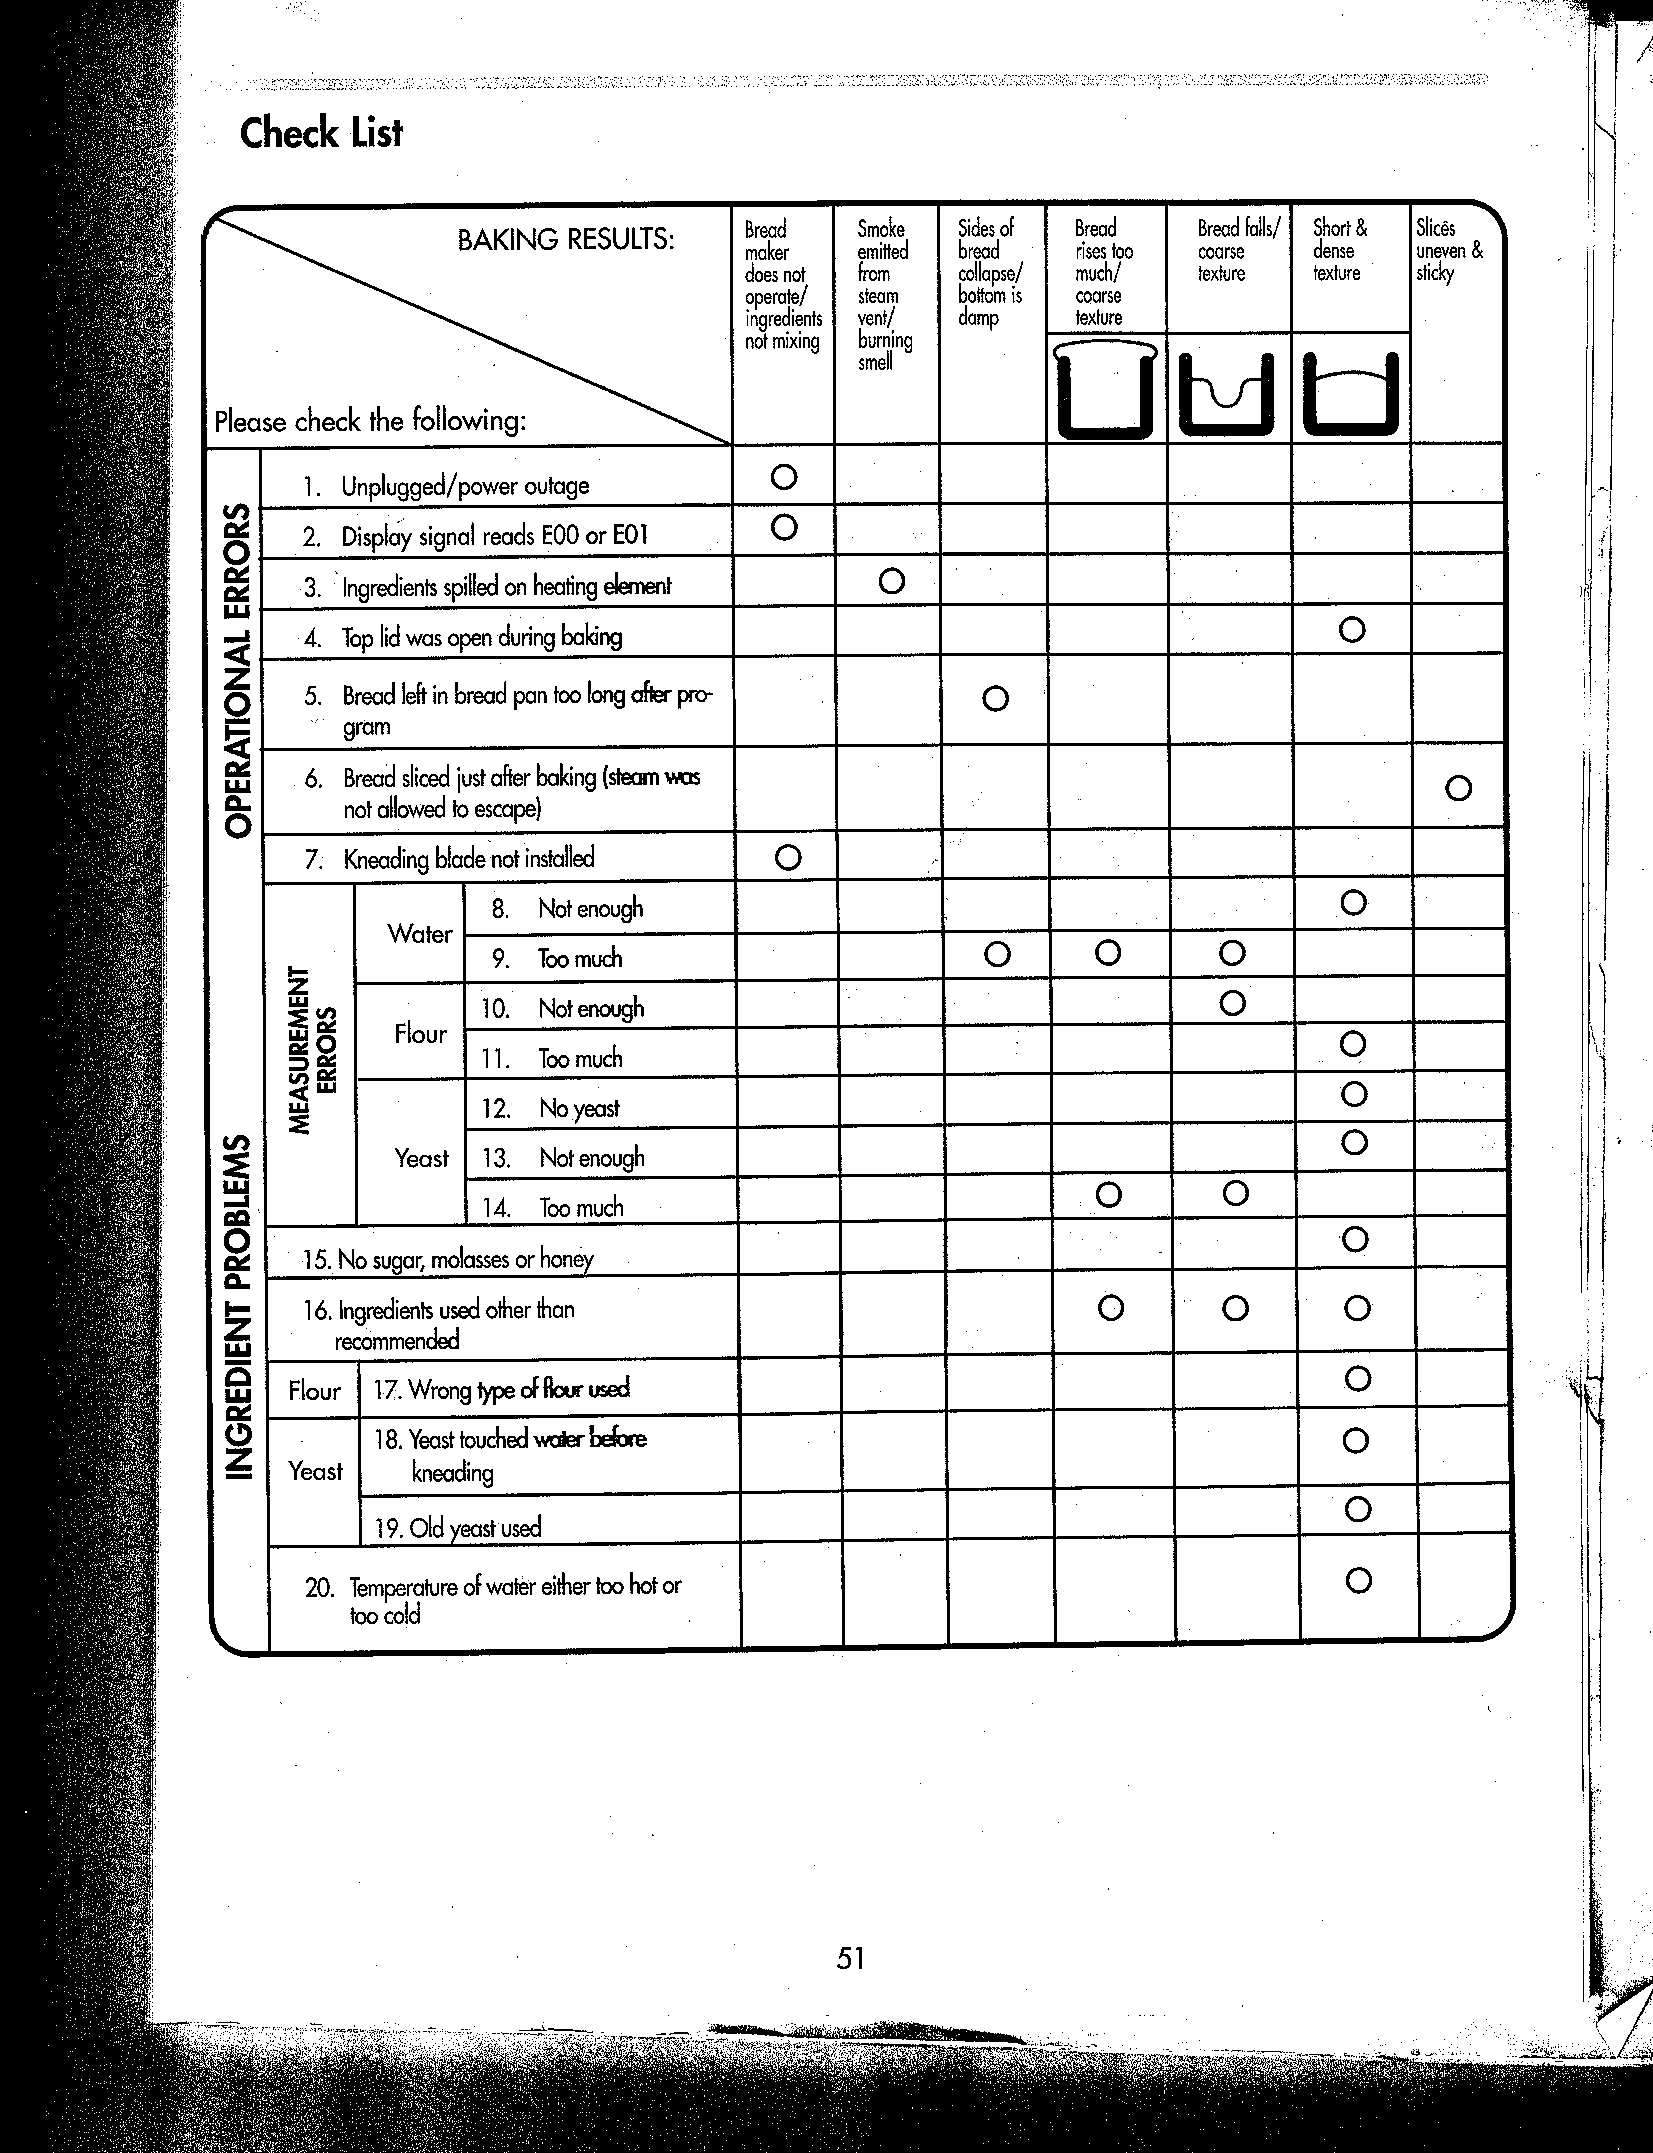 Check List
BAKING RESULTS:
Please check the following:
Bread
maker
does not
operate/
ingredients
not mixing
Smoke
emitted
from
steam
vent/
burning
smell
Sides of
bread
collapse/
bottom is
damp
Bread
rises too
much/
coarse
texture
Bread falls/
coarse
texture
Short &
dense
texture
Slices
uneven &
sticky
OPERATIONAL ERRORS
1. Unplugged/power outage
2. Display signal reads E00 or E01
3. Ingredients spilled on heating element
4. Top lid was open during baking
5. Bread left in bread pan too long after pro-
gram
6. Bread sliced just after baking (steam was
not allowed to escape)
7. Kneading blade not installed
INGREDIENT PROBLEMS
MEASUREMENT
ERRORS
Water
8. Not enough
9. Too much
Flour
10. Not enough
11. Too much
Yeast
12. No yeast
13. Not enough
14. Too much
15. No sugar, molasses or honey
16. Ingredients used other than
recommended
Flour
17. Wrong type of flour used
Yeast
18. Yeast touched water before
kneading
19. Old yeast used
20. Temperature of water either too hot or
too cold
51